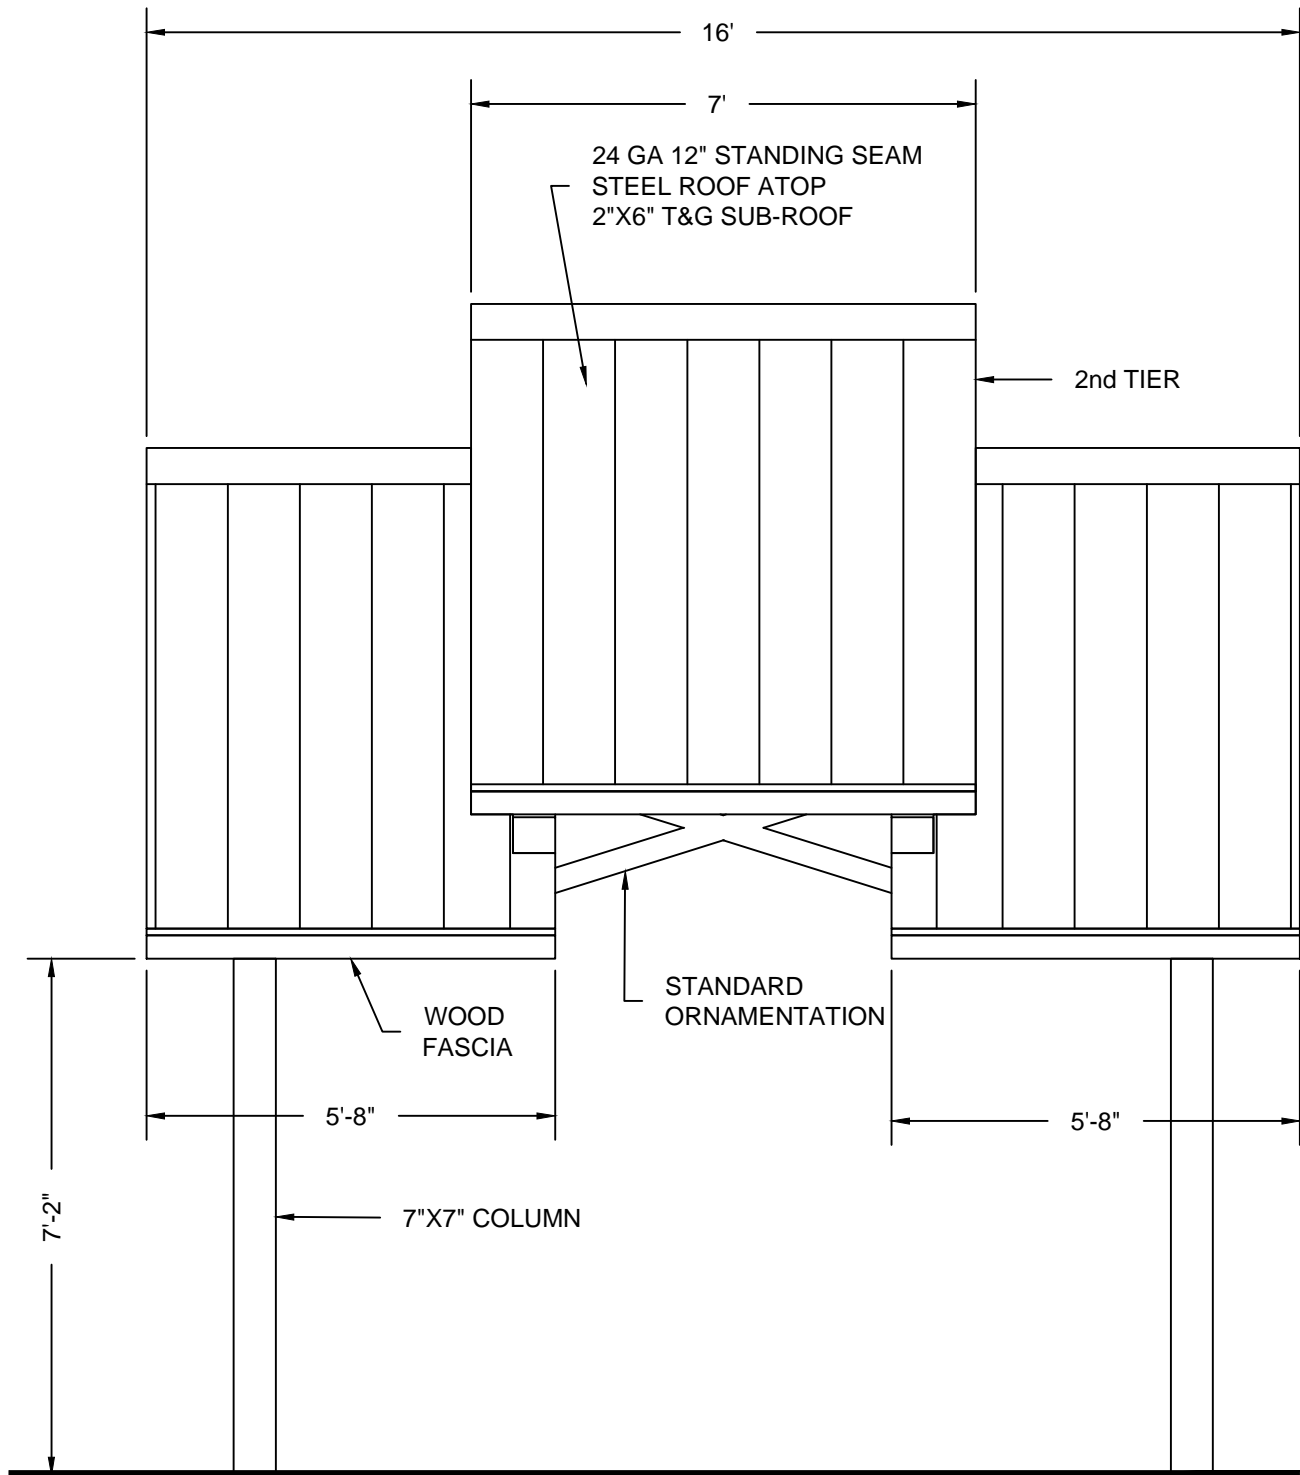 16'
7'
24 GA 12" STANDING SEAM
STEEL ROOF ATOP
2"X6" T&G SUB-ROOF
2nd TIER
STANDARD
ORNAMENTATION
WOOD
FASCIA
5'-8"
5'-8"
7'-2"
7"X7" COLUMN